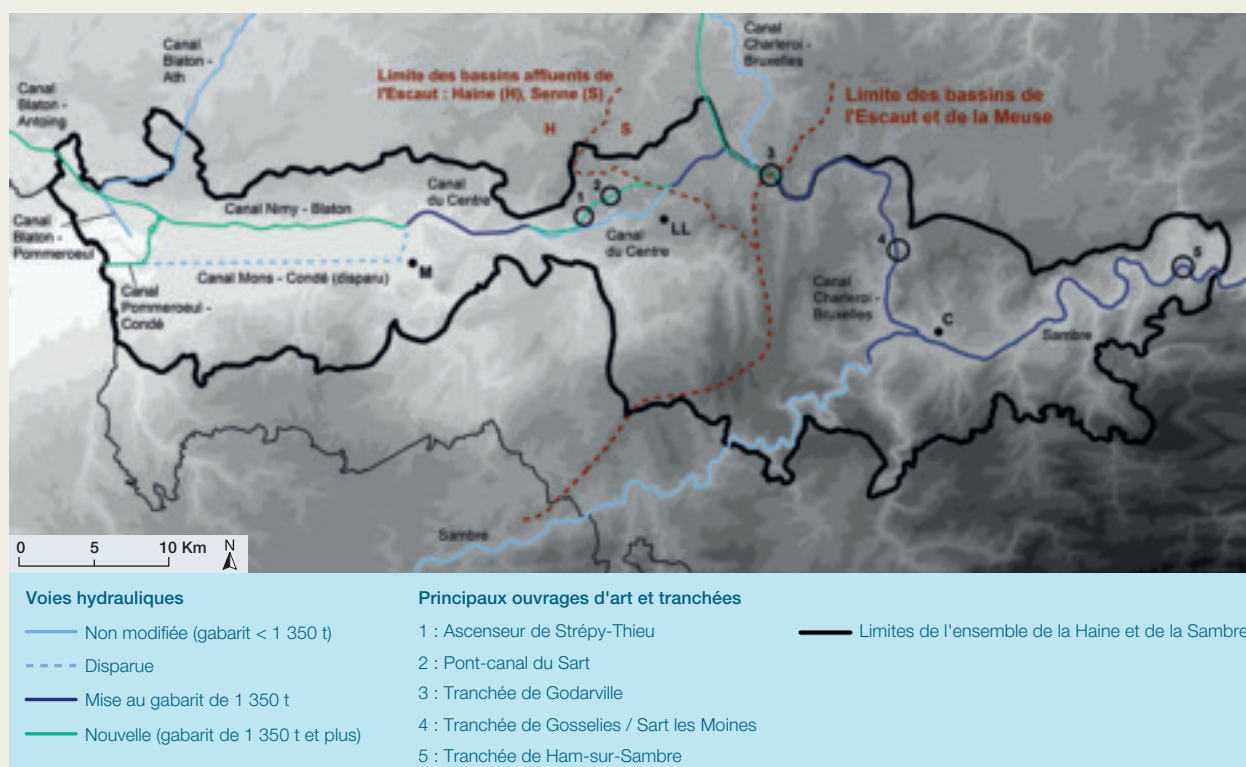 Canal
Blaton -
Ath
Canal
Charleroi -
Bruxelles
Limite des bassins affluents de
l'Escaut : Haine (H), Senne (S)
Limite des bassins de
l'Escaut et de la Meuse
Canal
Blaton -
Antoing
H
S
3
Canal
du Centre
2
1
Canal Nimy - Blaton
LL
Canal
du Centre
Canal
Blaton -
Pommeroeul
4
5
M
Canal Mons - Condé (disparu)
Canal
Pommeroeul -
Condé
Canal
Charleroi -
Bruxelles
C
Sambre
Sambre
0 5 10 Km N
Voies hydrauliques
Non modifiée (gabarit < 1 350 t)
Disparue
Mise au gabarit de 1 350 t
Nouvelle (gabarit de 1 350 t et plus)
Principaux ouvrages d'art et tranchées
1 : Ascenseur de Strépy-Thieu
2 : Pont-canal du Sart
3 : Tranchée de Godarville
4 : Tranchée de Gosselies / Sart les Moines
5 : Tranchée de Ham-sur-Sambre
Limites de l'ensemble de la Haine et de la Sambre